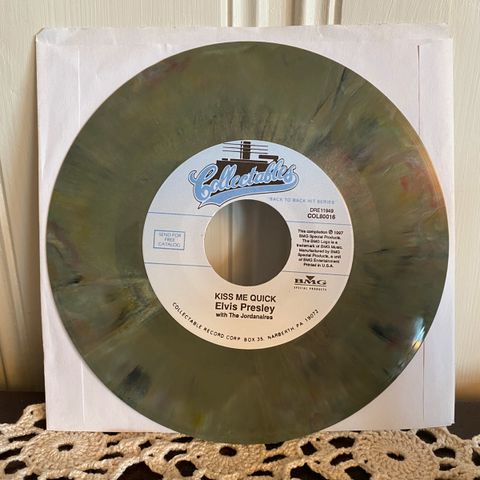 Collectables
"BACK TO BACK HIT SERIES"
DRE11949
COL80016
SEND FOR
FREE
CATALOG
This compilation ℗ 1997
BMG Special Products.
The BMG Logo is a
trademark of BMG Music.
Manufactured by BMG
Special Products, a unit
of BMG Entertainment
Printed in U.S.A.
BMG
SPECIAL PRODUCTS
KISS ME QUICK
Elvis Presley
with The Jordanaires
COLLECTABLE RECORD CORP. BOX 35, NARBERTH, PA 19072